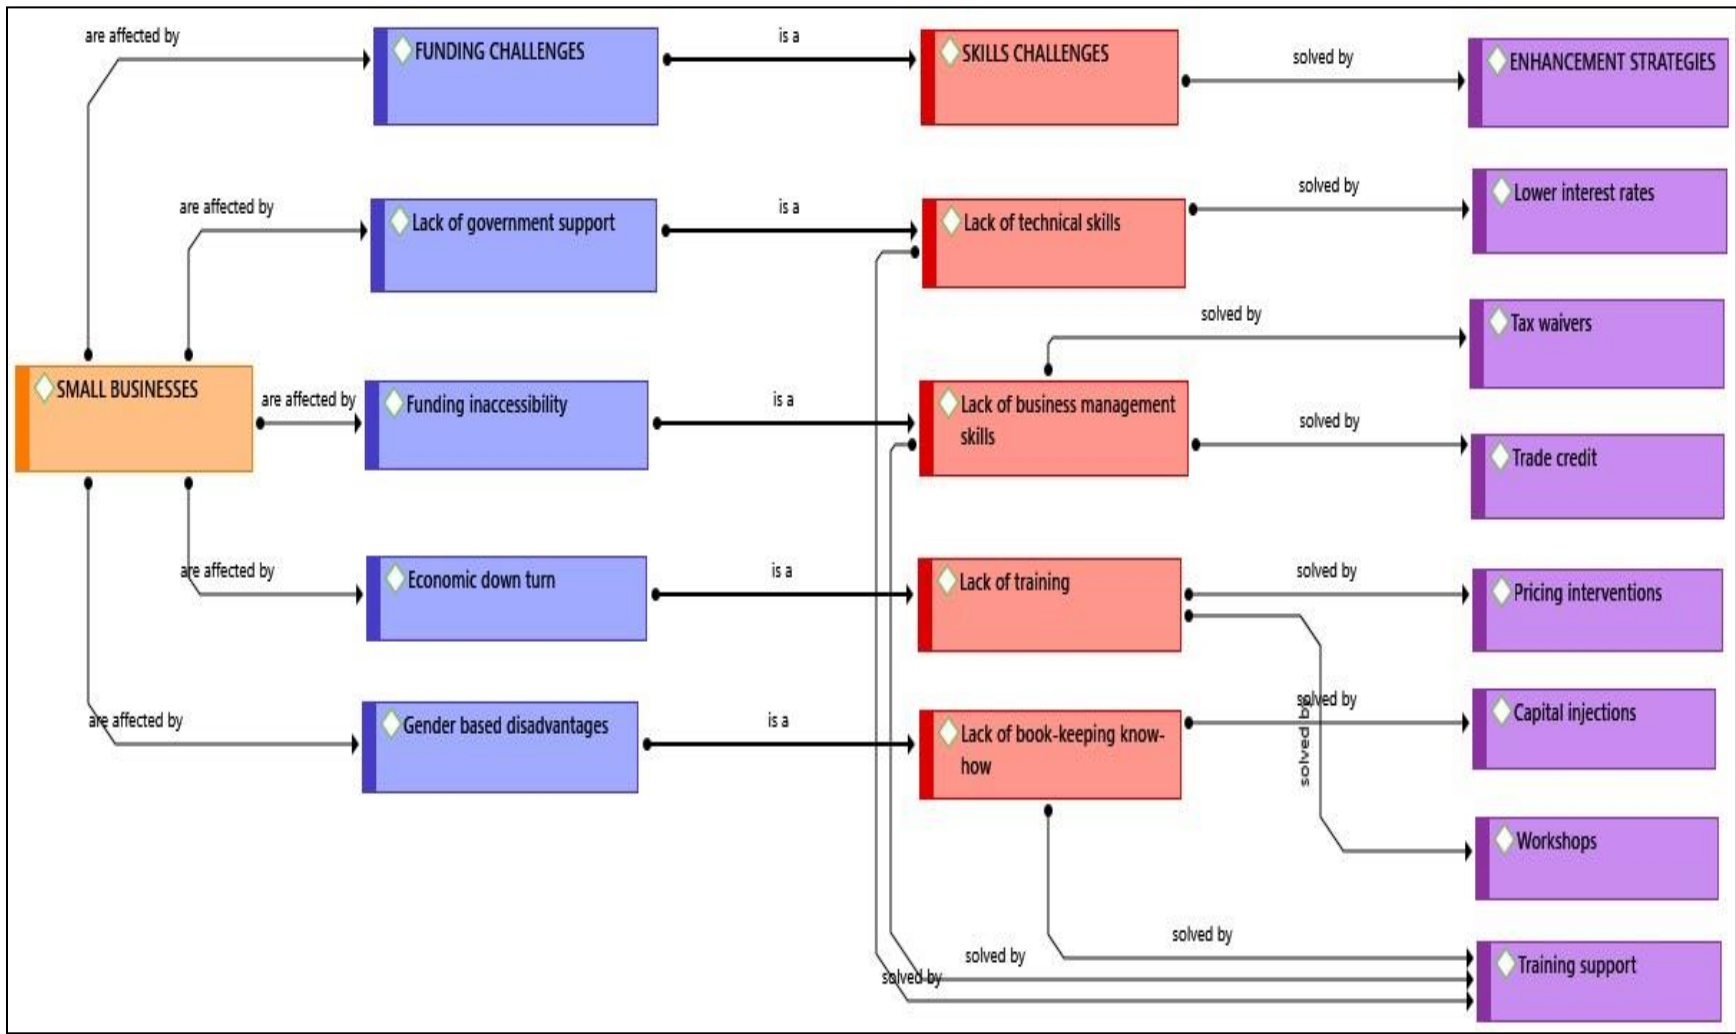 are affected by
FUNDING CHALLENGES
is a
SKILLS CHALLENGES
solved by
ENHANCEMENT STRATEGIES
are affected by
Lack of government support
is a
Lack of technical skills
solved by
Lower interest rates
solved by
Tax waivers
SMALL BUSINESSES
are affected by
Funding inaccessibility
is a
Lack of business management
skills
solved by
Trade credit
are affected by
Economic down turn
is a
Lack of training
solved by
Pricing interventions
are affected by
Gender based disadvantages
is a
Lack of book-keeping know-
how
solved by
Capital injections
solved by
Workshops
solved by
solved by
solved by
Training support